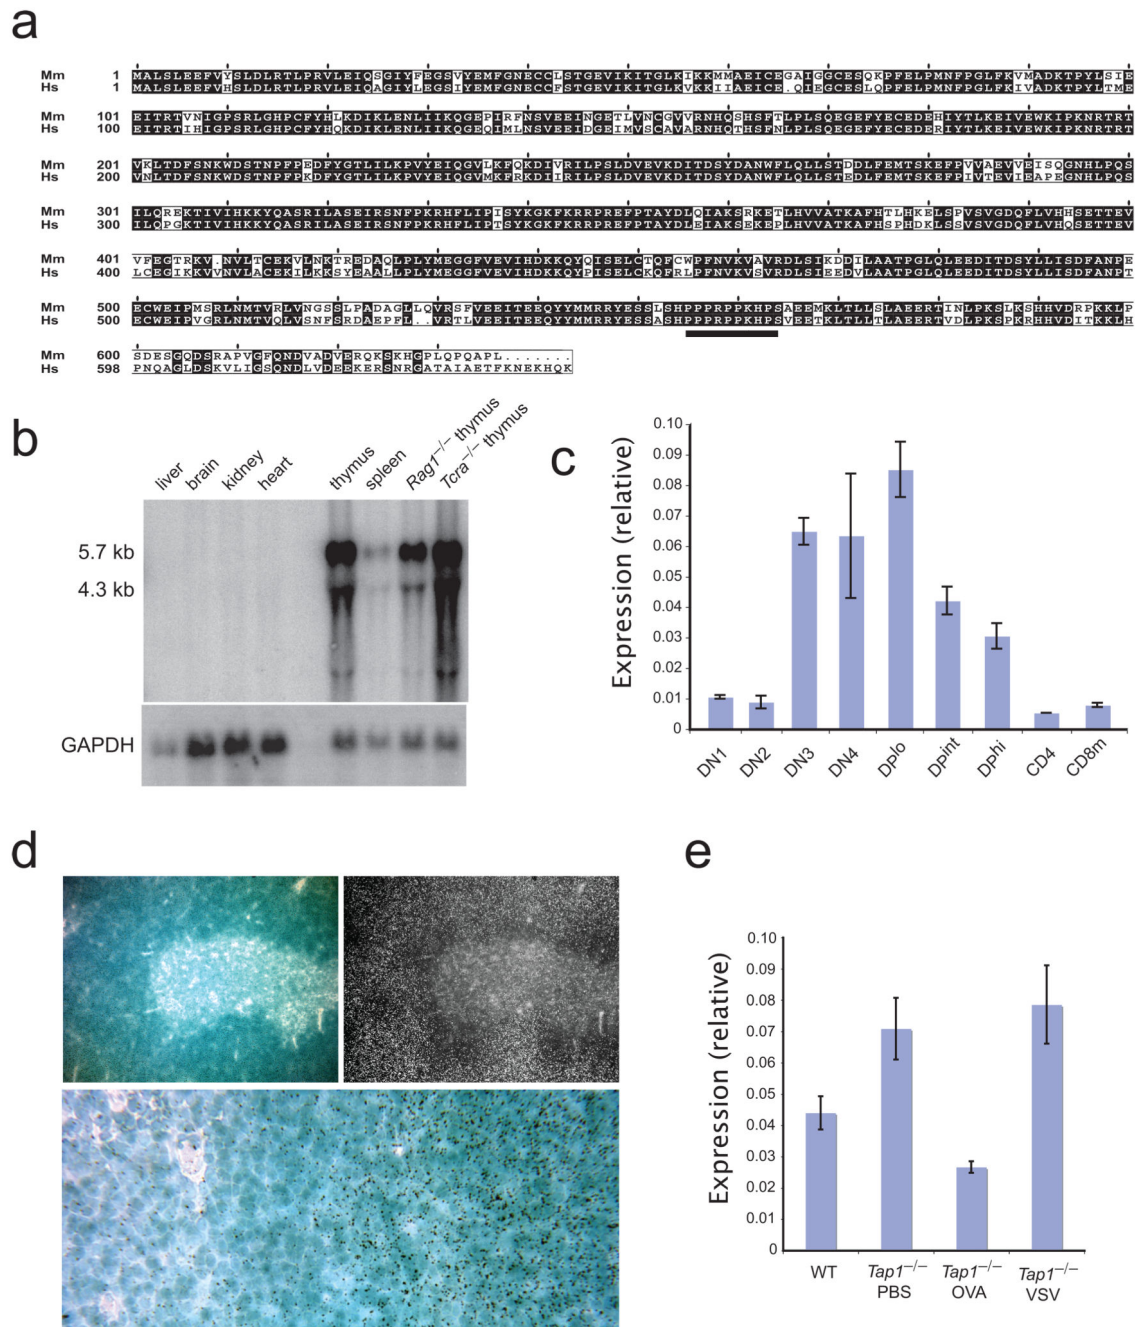 a
Mm 1 MALSLEEFVYSLDLRTLPRVLEIQSGIYFEGSVYEMFGNECCLSTGEVIKITGLKIKKMMAEICEGAIGGCESQKPFELPMNFPGLFKVMADKTPYLSIE
Hs 1 MALSLEEFVHSLDLRTLPRVLEIQAGIYLEGSIYEMFGNECCFSTGEVIKITGLKVKKIIAEICE.QIEGCESLQPFELPMNFPGLFKIVADKTPYLTME
Mm 101 EITRTVNIGPSRLGHPCFYHLKDIKLENLIIKQGEPIRFNSVEEINGETLVNCGVVRNHQSHSFTLPLSQEGEFYECEDEHIYTLKEIVEWKIPKNRTRT
Hs 100 EITRTIHIGPSRLGHPCFYHQKDIKLENLIIKQGEQIMLNSVEEIDGEIMVSCAVARNHQTHSFNLPLSQEGEFYECEDERIYTLKEIVEWKIPKNRTRT
Mm 201 VKLTDFSNKWDSTNPFPEDFYGTLILKPVYEIQGVLKFQKDIVRILPSLDVEVKDITDSYDANWFLQLLSTDDLFEMTSKEFPVVAEVVEISQGNHLPQS
Hs 200 VNLTDFSNKWDSTNPFPKDFYGTLILKPVYEIQGVMKFRKDIIRILPSLDVEVKDITDSYDANWFLQLLSTEDLFEMTSKEFPIVTEVIEAPEGNHLPQS
Mm 301 ILQREKTIVIHKKYQASRILASEIRSNFPKRHFLIPISYKGKFKRRPREFPTAYDLQIAKSRKETLHVVATKAFHTLHKELSPVSVGDQFLVHHSETTEV
Hs 300 ILQPGKTIVIHKKYQASRILASEIRSNFPKRHFLIPTSYKGKFKRRPREFPTAYDLEIAKSEKEPLHVVATKAFHSPHDKLSSVSVGDQFLVHQSETTEV
Mm 401 VFEGTRKV.NVLTCEKVLNKTREDAQLPLYMEGGFVEVIHDKKQYQISELCTQFCWPFNVKVAVRDLSIKDDILAATPGLQLEEDITDSYLLISDFANPT
Hs 400 LCEGIKKVVNVLACEKILKKSYEAALLPLYMEGGFVEVIHDKKQYPISELCKQFRLPFNVKVSVRDLSIEEDVLAATPGLQLEEDITDSYLLISDFANPE
Mm 500 ECWEIPMSRLNMTVRLVNGSSLPADAGLLQVRSFVEEITEEQYYMMRRYESSLSHPPPRPPKHPSAEEMKLTLLSLAEERTINLPKSLKSHHVDRPKKLP
Hs 500 ECWEIPVGRLNMTVQLVSNFSRDAEPFL..VRTLVEEITEEQYYMMRRYESSASHPPPRPPKHPSVEETKLTLLTLAEERTVDLPKSPKRHHVDITKKLH
Mm 600 SDESGQDSRAPVGFQNDVADVERQKSKHGPLQPQAPL.......
Hs 598 PNQAGLDSKVLIGSQNDLVDEEKERSNRGATAIAETFKNEKHQK
b
liver brain kidney heart thymus spleen Rag1–/– thymus Tcra–/– thymus
5.7 kb
4.3 kb
GAPDH
c
Expression (relative)
0.10
0.09
0.08
0.07
0.06
0.05
0.04
0.03
0.02
0.01
0
DN1 DN2 DN3 DN4 DPlo DPint DPhi CD4 CD8m
d
e
Expression (relative)
0.10
0.09
0.08
0.07
0.06
0.05
0.04
0.03
0.02
0.01
0
WT Tap1–/– Tap1–/– Tap1–/–
PBS OVA VSV